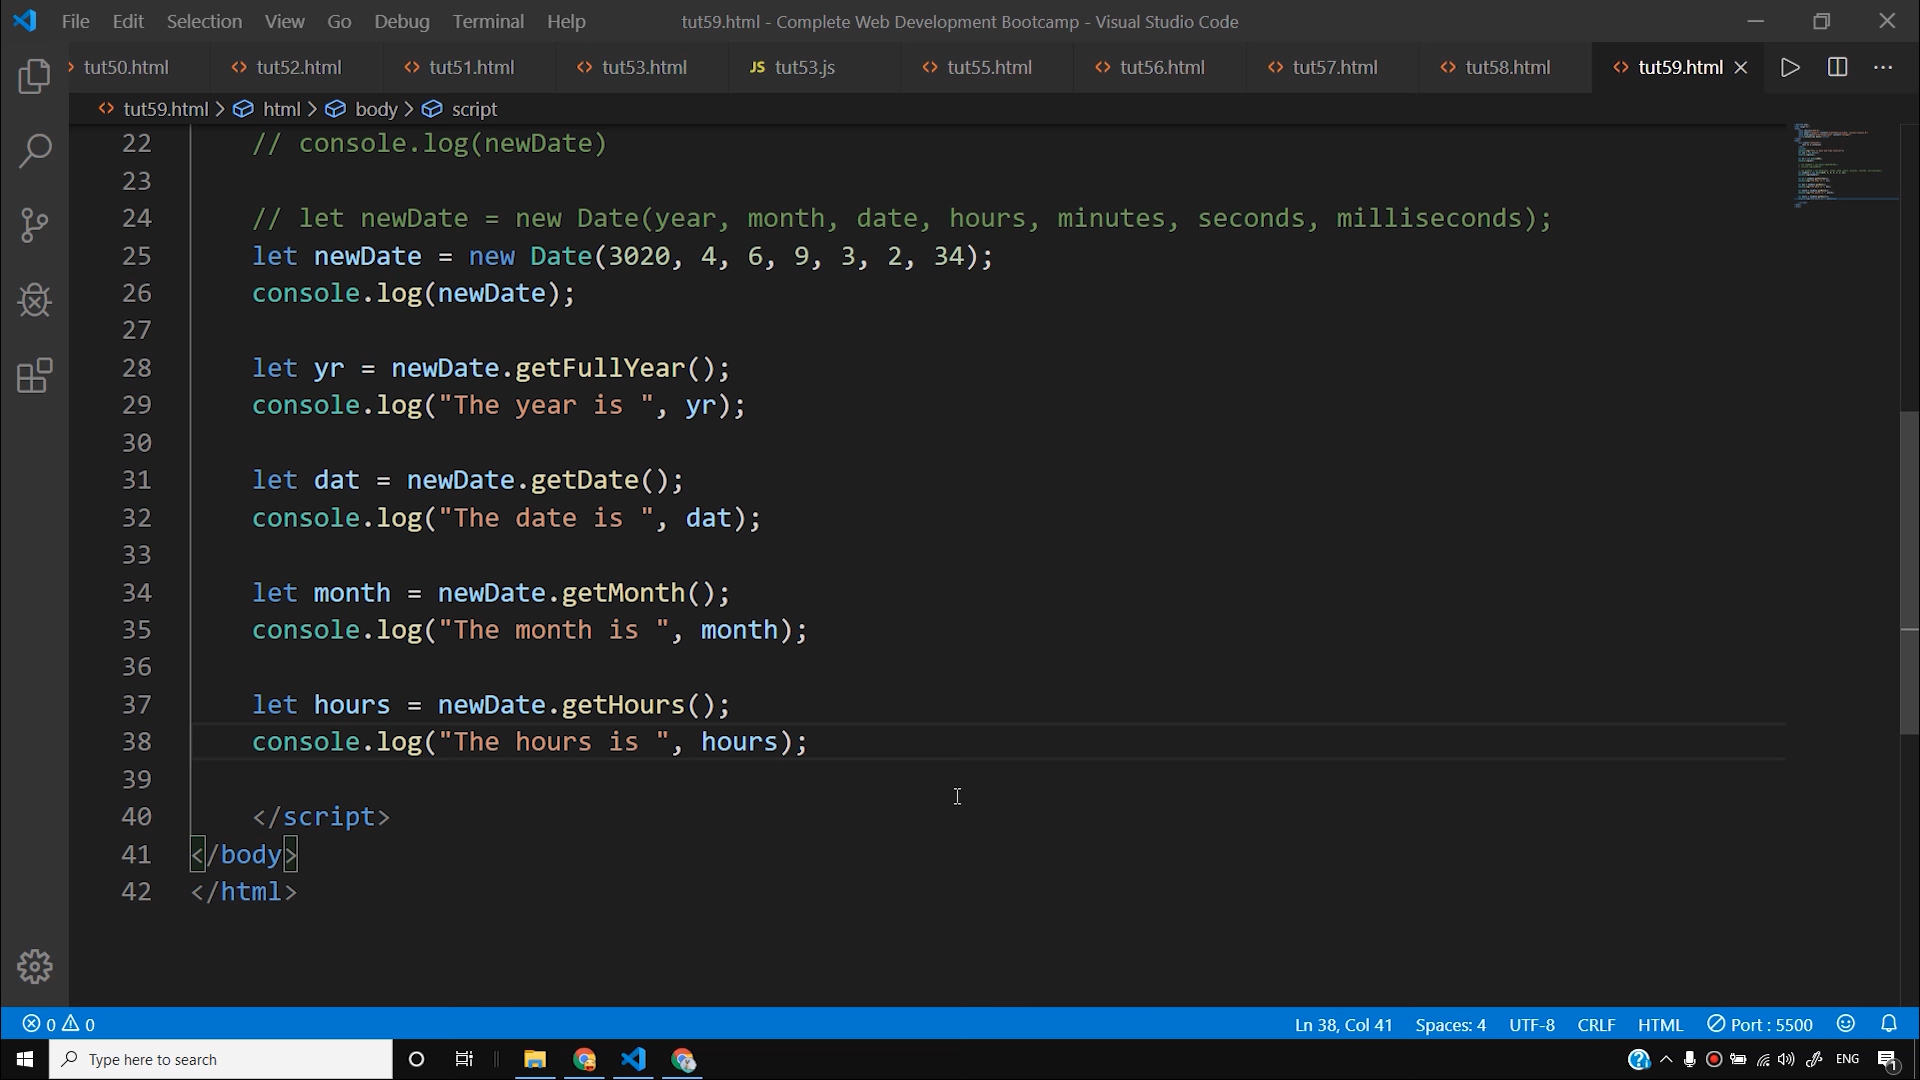 File Edit Selection View Go Debug Terminal Help tut59.html - Complete Web Development Bootcamp - Visual Studio Code
tut50.html tut52.html tut51.html tut53.html JS tut53.js tut55.html tut56.html tut57.html tut58.html tut59.html
tut59.html > html > body > script
22 // console.log(newDate)
23
24 // let newDate = new Date(year, month, date, hours, minutes, seconds, milliseconds);
25 let newDate = new Date(3020, 4, 6, 9, 3, 2, 34);
26 console.log(newDate);
27
28 let yr = newDate.getFullYear();
29 console.log("The year is ", yr);
30
31 let dat = newDate.getDate();
32 console.log("The date is ", dat);
33
34 let month = newDate.getMonth();
35 console.log("The month is ", month);
36
37 let hours = newDate.getHours();
38 console.log("The hours is ", hours);
39
40 </script>
41 </body>
42 </html>
0 0 Ln 38, Col 41 Spaces: 4 UTF-8 CRLF HTML Port : 5500
Type here to search ENG 1